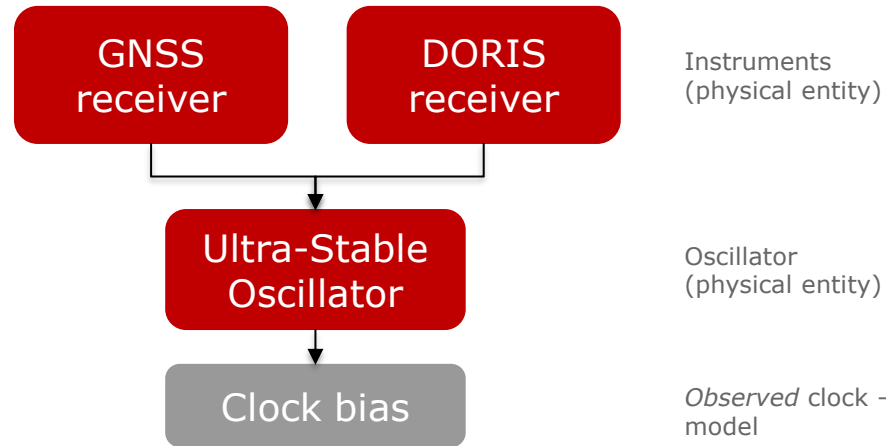 GNSS
receiver
DORIS
receiver
Instruments
(physical entity)
Ultra-Stable
Oscillator
Oscillator
(physical entity)
Clock bias
Observed clock -
model